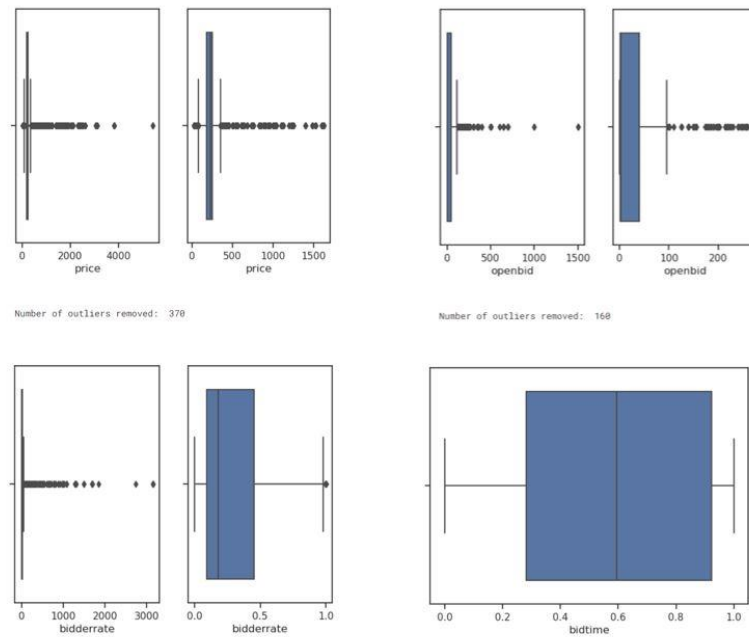 0 2000 4000
price
0 500 1000 1500
price
0 500 1000 1500
openbid
0 100 200
openbid
Number of outliers removed: 370
Number of outliers removed: 160
0 1000 2000 3000
bidderrate
0.0 0.5 1.0
bidderrate
0.0 0.2 0.4 0.6 0.8 1.0
bidtime